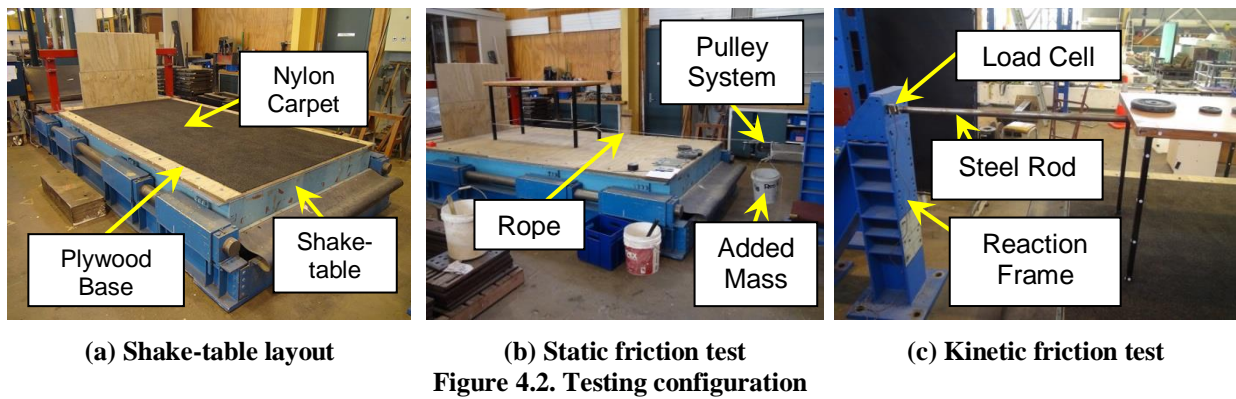 Nylon
Carpet
Plywood
Base
Shake-
table
Pulley
System
Rope
Added
Mass
Load Cell
Steel Rod
Reaction
Frame
(a) Shake-table layout
(b) Static friction test
(c) Kinetic friction test
Figure 4.2. Testing configuration